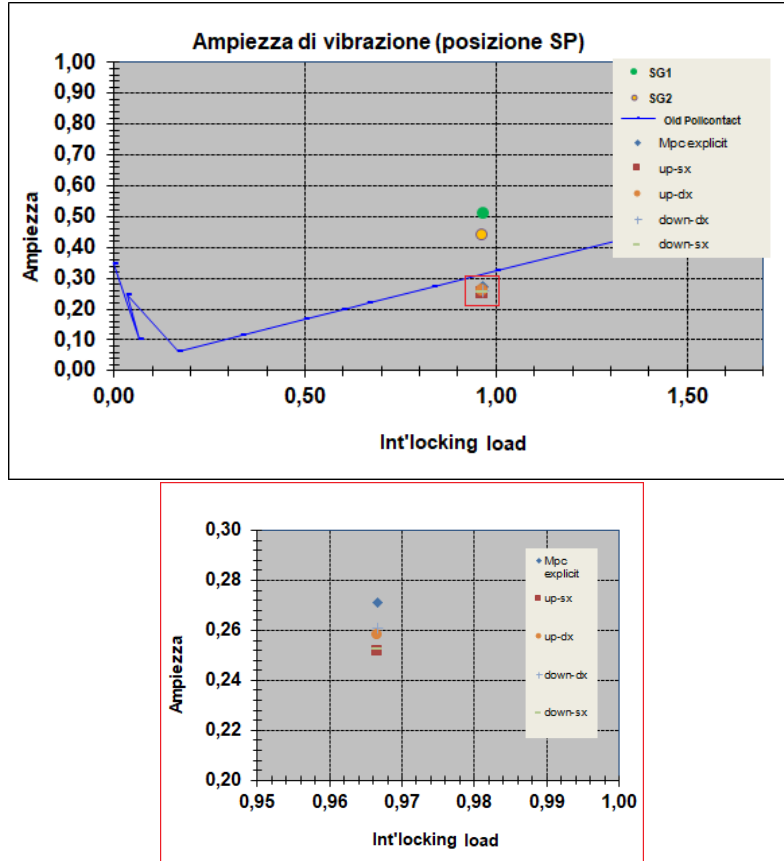 Ampiezza di vibrazione (posizione SP)
1,00
0,90
0,80
0,70
0,60
0,50
0,40
0,30
0,20
0,10
0,00
Ampiezza
0,00
0,50
1,00
1,50
Int'locking load
SG1
SG2
Old Policontact
Mpc explicit
up-sx
up-dx
down-dx
down-sx
0,30
0,28
0,26
0,24
0,22
0,20
Ampiezza
0,95
0,96
0,97
0,98
0,99
1,00
Int'locking load
Mpc
explicit
up-sx
up-dx
down-dx
down-sx